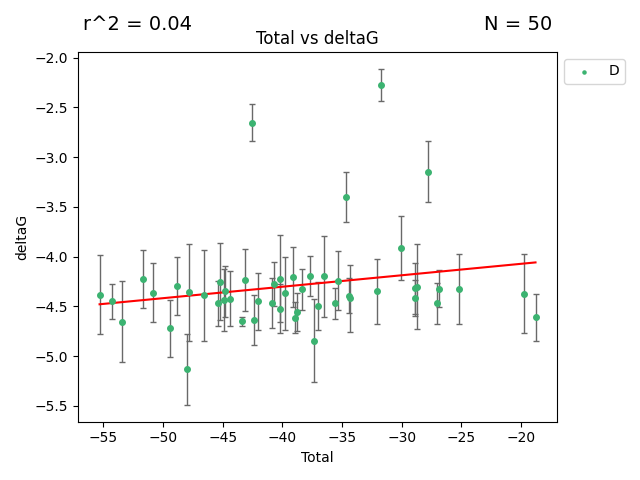 r^2 = 0.04
N = 50
Total vs deltaG
D
−2.0
−2.5
−3.0
−3.5
−4.0
−4.5
−5.0
−5.5
deltaG
−55
−50
−45
−40
−35
−30
−25
−20
Total